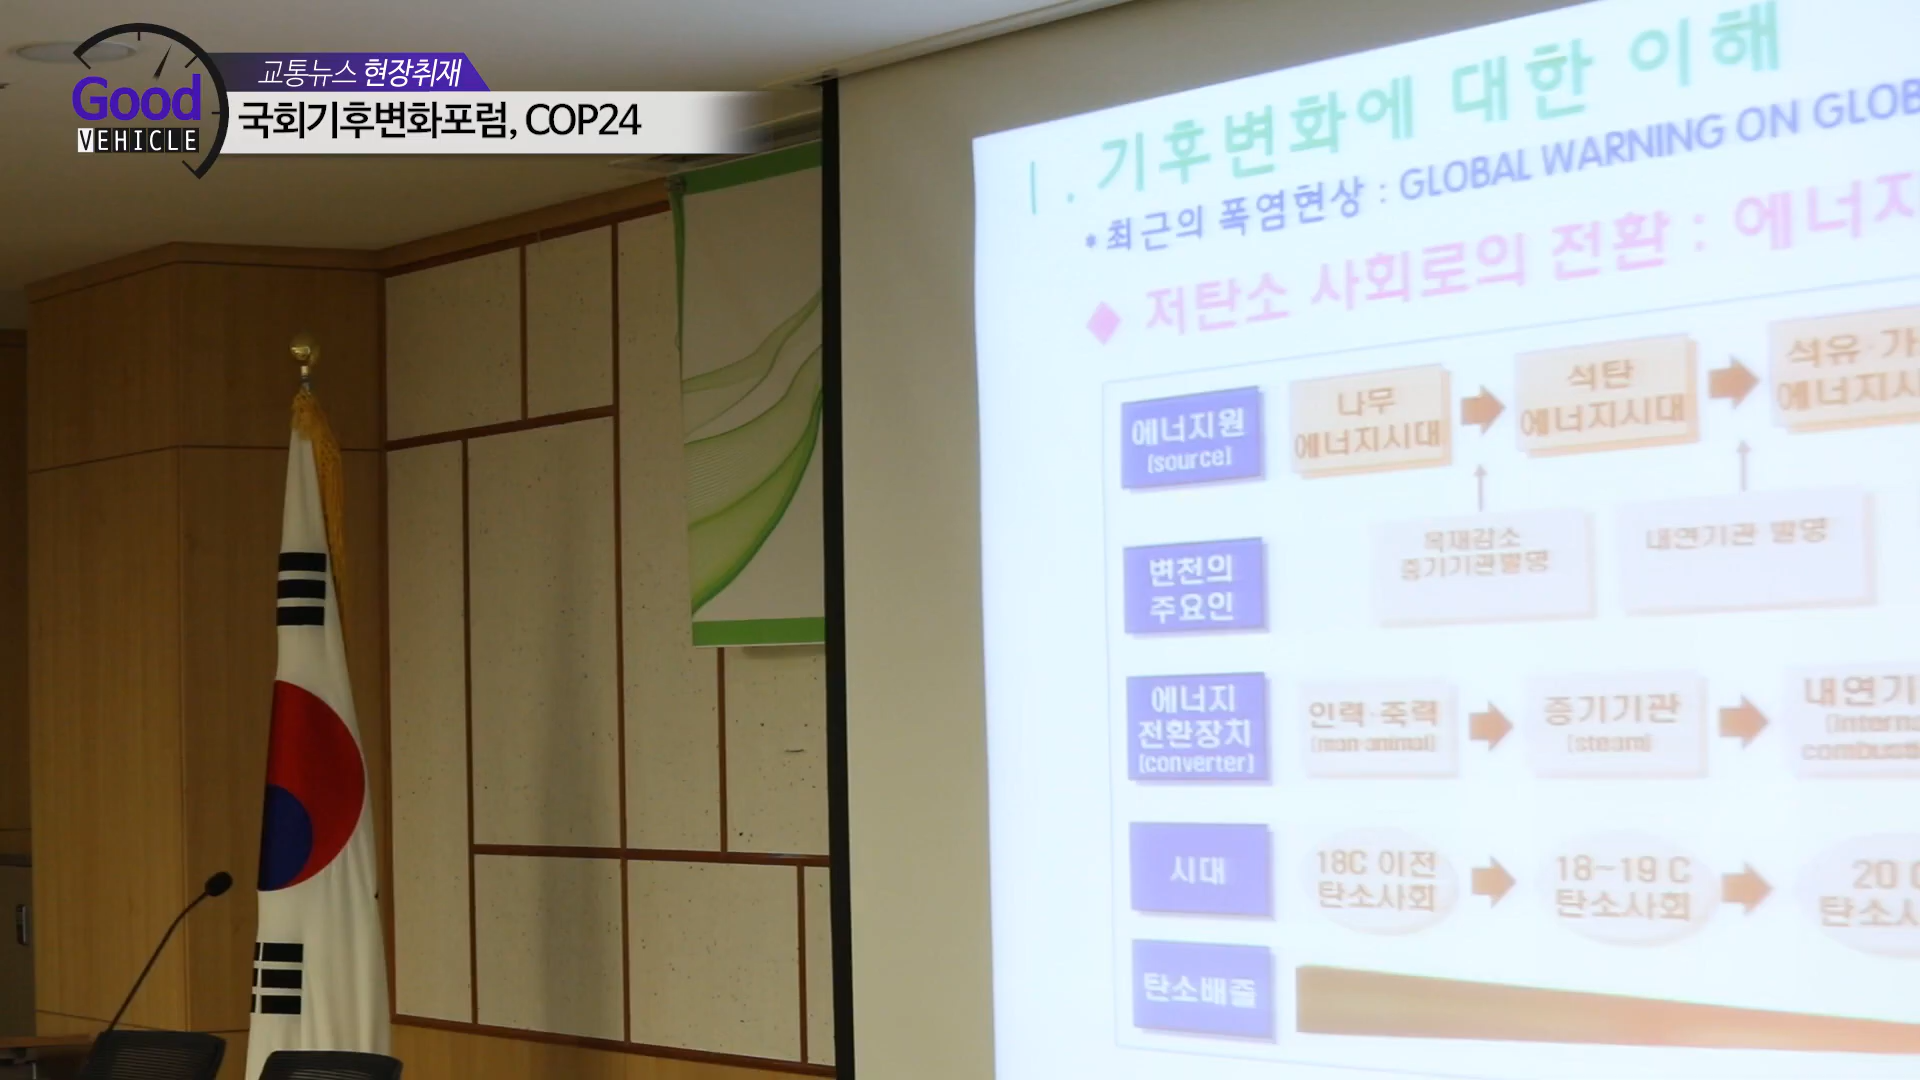 교통뉴스 현장취재
Good
VEHICLE
국회기후변화포럼, COP24
Ⅰ. 기후변화에 대한 이해
* 최근의 폭염현상 : GLOBAL WARNING ON GLOB
◆ 저탄소 사회로의 전환 : 에너지
에너지원
(source)
나무
에너지시대
석탄
에너지시대
석유·가
에너지시
변천의
주요인
목재감소
증기기관발명
내연기관 발명
에너지
전환장치
(converter)
인력·축력
(man·animal)
증기기관
(steam)
내연기
(interna
combusti
시대
18C 이전
탄소사회
18~19 C
탄소사회
20 C
탄소사
탄소배출